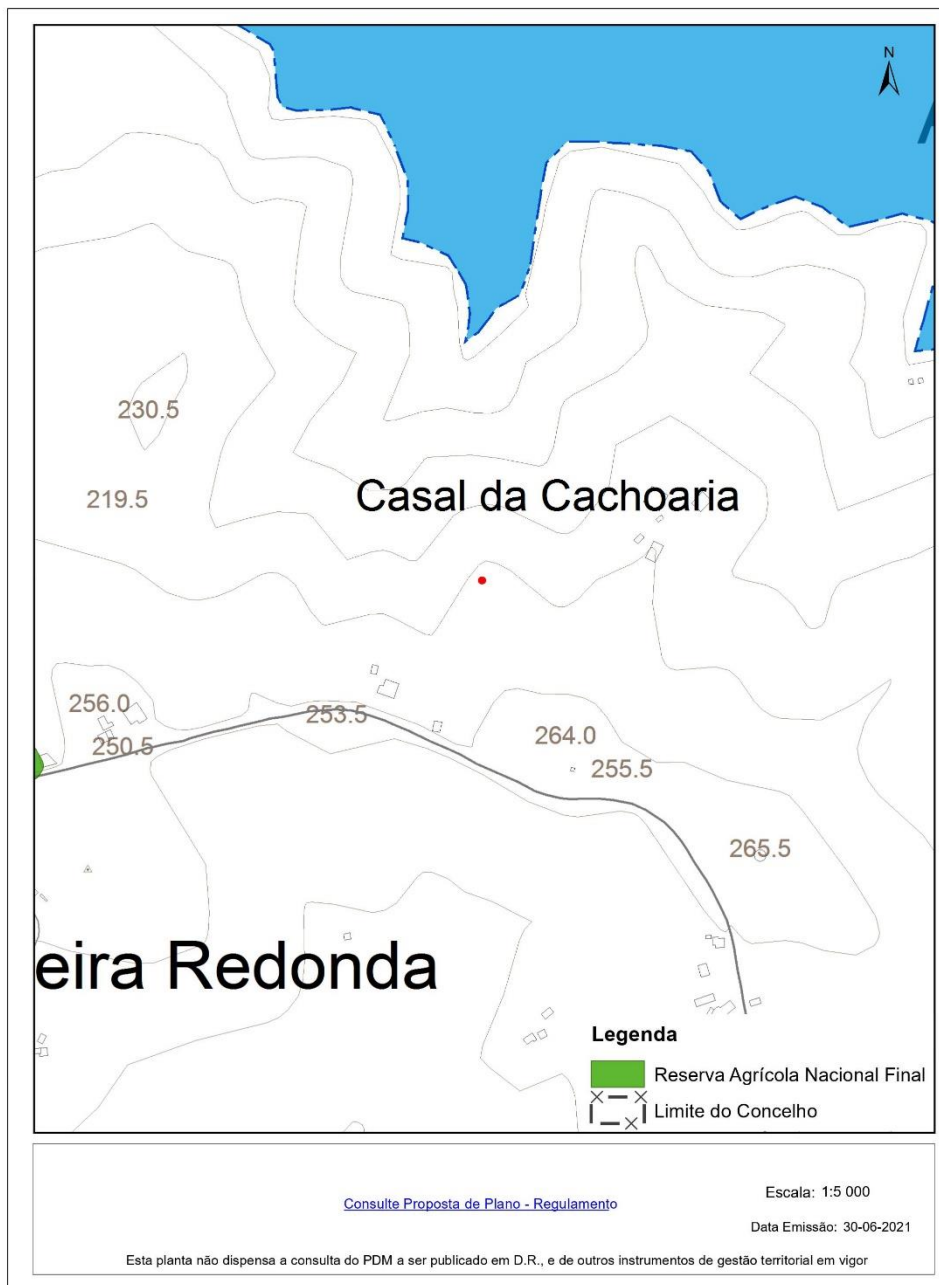 N
A
230.5
219.5
Casal da Cachoaria
256.0
250.5
253.5
264.0
255.5
265.5
eira Redonda
Legenda
Reserva Agrícola Nacional Final
Limite do Concelho
Consulte Proposta de Plano - Regulamento
Escala: 1:5 000
Data Emissão: 30-06-2021
Esta planta não dispensa a consulta do PDM a ser publicado em D.R., e de outros instrumentos de gestão territorial em vigor